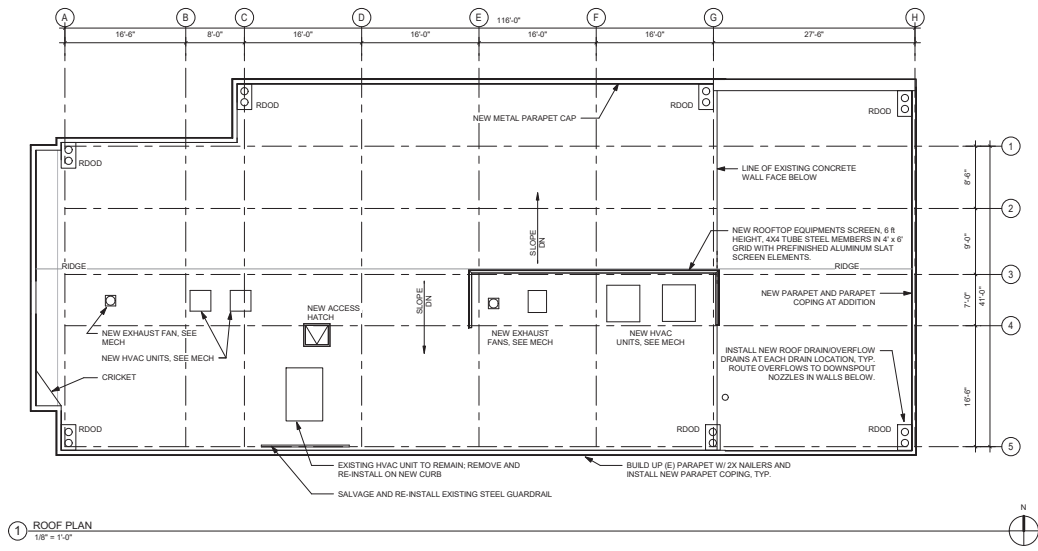 A B C D E F G H
116'-0"
16'-6" 8'-0" 16'-0" 16'-0" 16'-0" 16'-0" 27'-6"
RDOD
RDOD
RDOD
NEW METAL PARAPET CAP
1
RDOD
LINE OF EXISTING CONCRETE
WALL FACE BELOW
8'-6"
2
SLOPE
DN
NEW ROOFTOP EQUIPMENTS SCREEN, 6 ft
HEIGHT, 4X4 TUBE STEEL MEMBERS IN 4' x 6'
GRID WITH PREFINISHED ALUMINUM SLAT
SCREEN ELEMENTS.
9'-0"
RIDGE
RIDGE
3
SLOPE
DN
NEW PARAPET AND PARAPET
COPING AT ADDITION
7'-0"
41'-0"
NEW ACCESS
HATCH
4
NEW EXHAUST FAN, SEE
MECH
NEW EXHAUST
FANS, SEE MECH
NEW HVAC
UNITS, SEE MECH
NEW HVAC UNITS, SEE MECH
INSTALL NEW ROOF DRAIN/OVERFLOW
DRAINS AT EACH DRAIN LOCATION, TYP.
ROUTE OVERFLOWS TO DOWNSPOUT
NOZZLES IN WALLS BELOW.
CRICKET
16'-6"
RDOD
RDOD
RDOD
5
EXISTING HVAC UNIT TO REMAIN; REMOVE AND
RE-INSTALL ON NEW CURB
BUILD UP (E) PARAPET W/ 2X NAILERS AND
INSTALL NEW PARAPET COPING, TYP.
SALVAGE AND RE-INSTALL EXISTING STEEL GUARDRAIL
N
1 ROOF PLAN
1/8" = 1'-0"